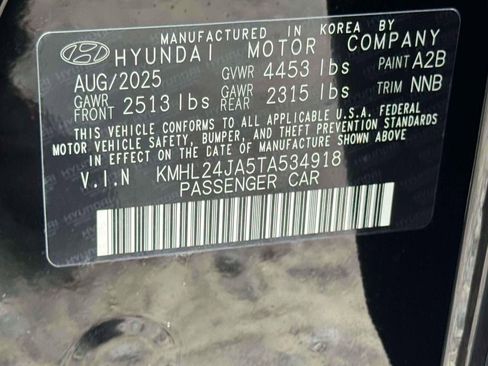 MANUFACTURED IN KOREA BY
HYUNDAI MOTOR COMPANY
AUG/2025 GVWR 4453 lbs PAINT A2B
GAWR FRONT 2513 lbs GAWR REAR 2315 lbs TRIM NNB
THIS VEHICLE CONFORMS TO ALL APPLICABLE U.S.A. FEDERAL
MOTOR VEHICLE SAFETY, BUMPER, AND THEFT PREVENTION STANDARDS
IN EFFECT ON THE DATE OF MANUFACTURE SHOWN ABOVE.
V.I.N KMHL24JA5TA534918
PASSENGER CAR